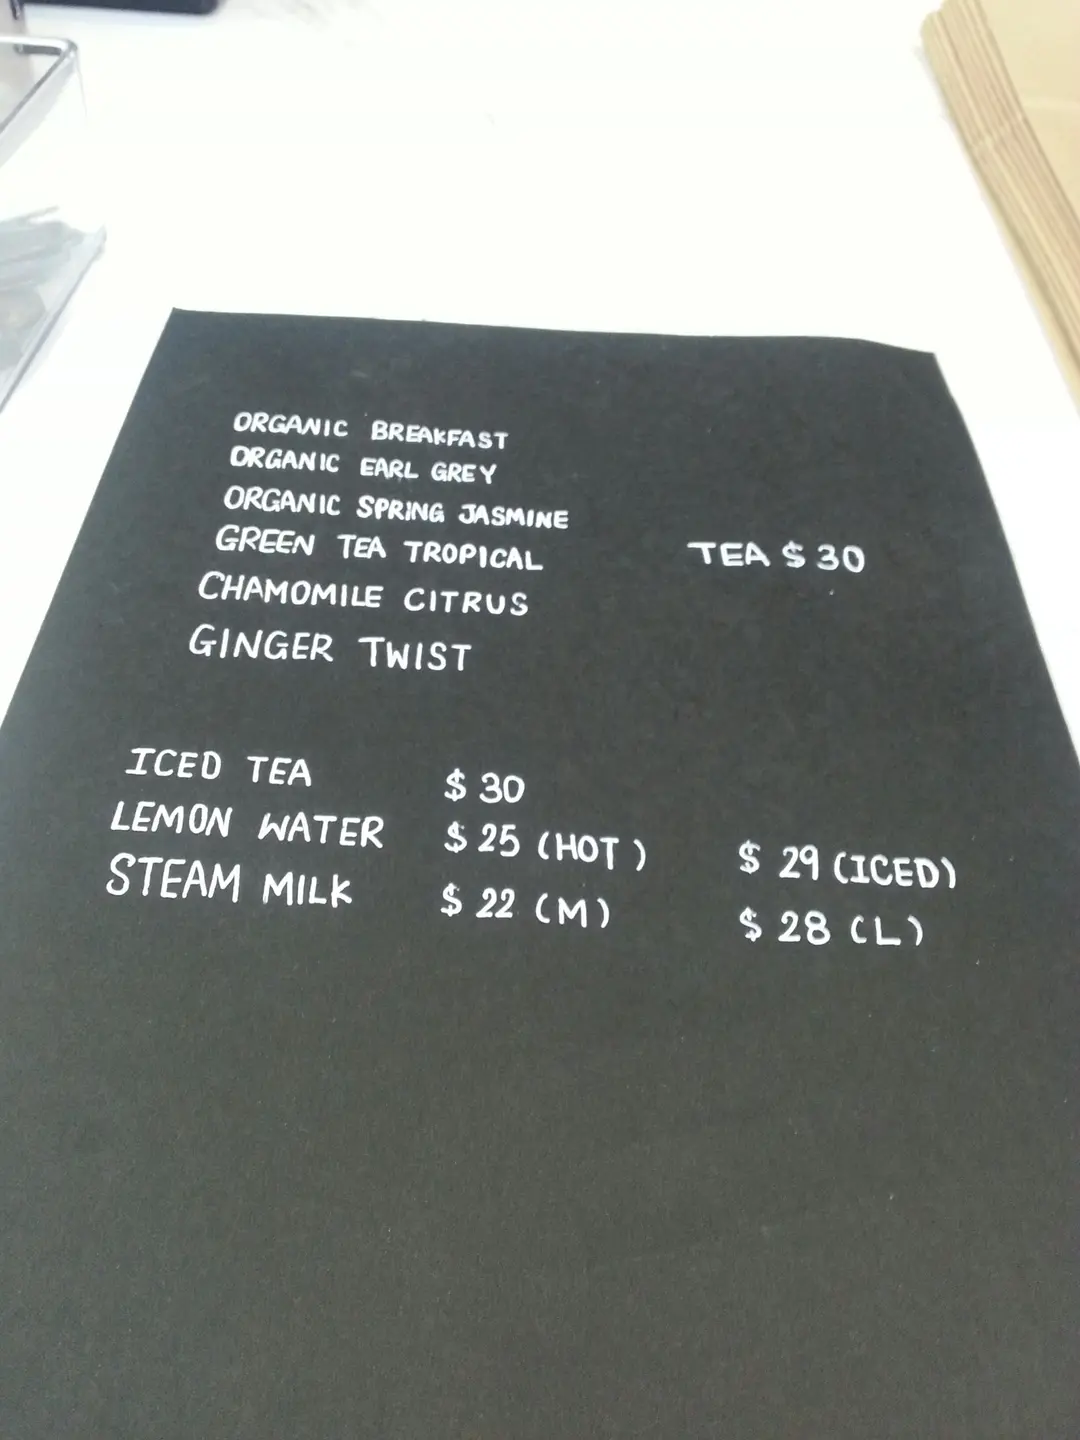 ORGANIC BREAKFAST
ORGANIC EARL GREY
ORGANIC SPRING JASMINE
GREEN TEA TROPICAL TEA $30
CHAMOMILE CITRUS
GINGER TWIST
ICED TEA $30
LEMON WATER $25 (HOT) $29 (ICED)
STEAM MILK $22 (M) $28 (L)